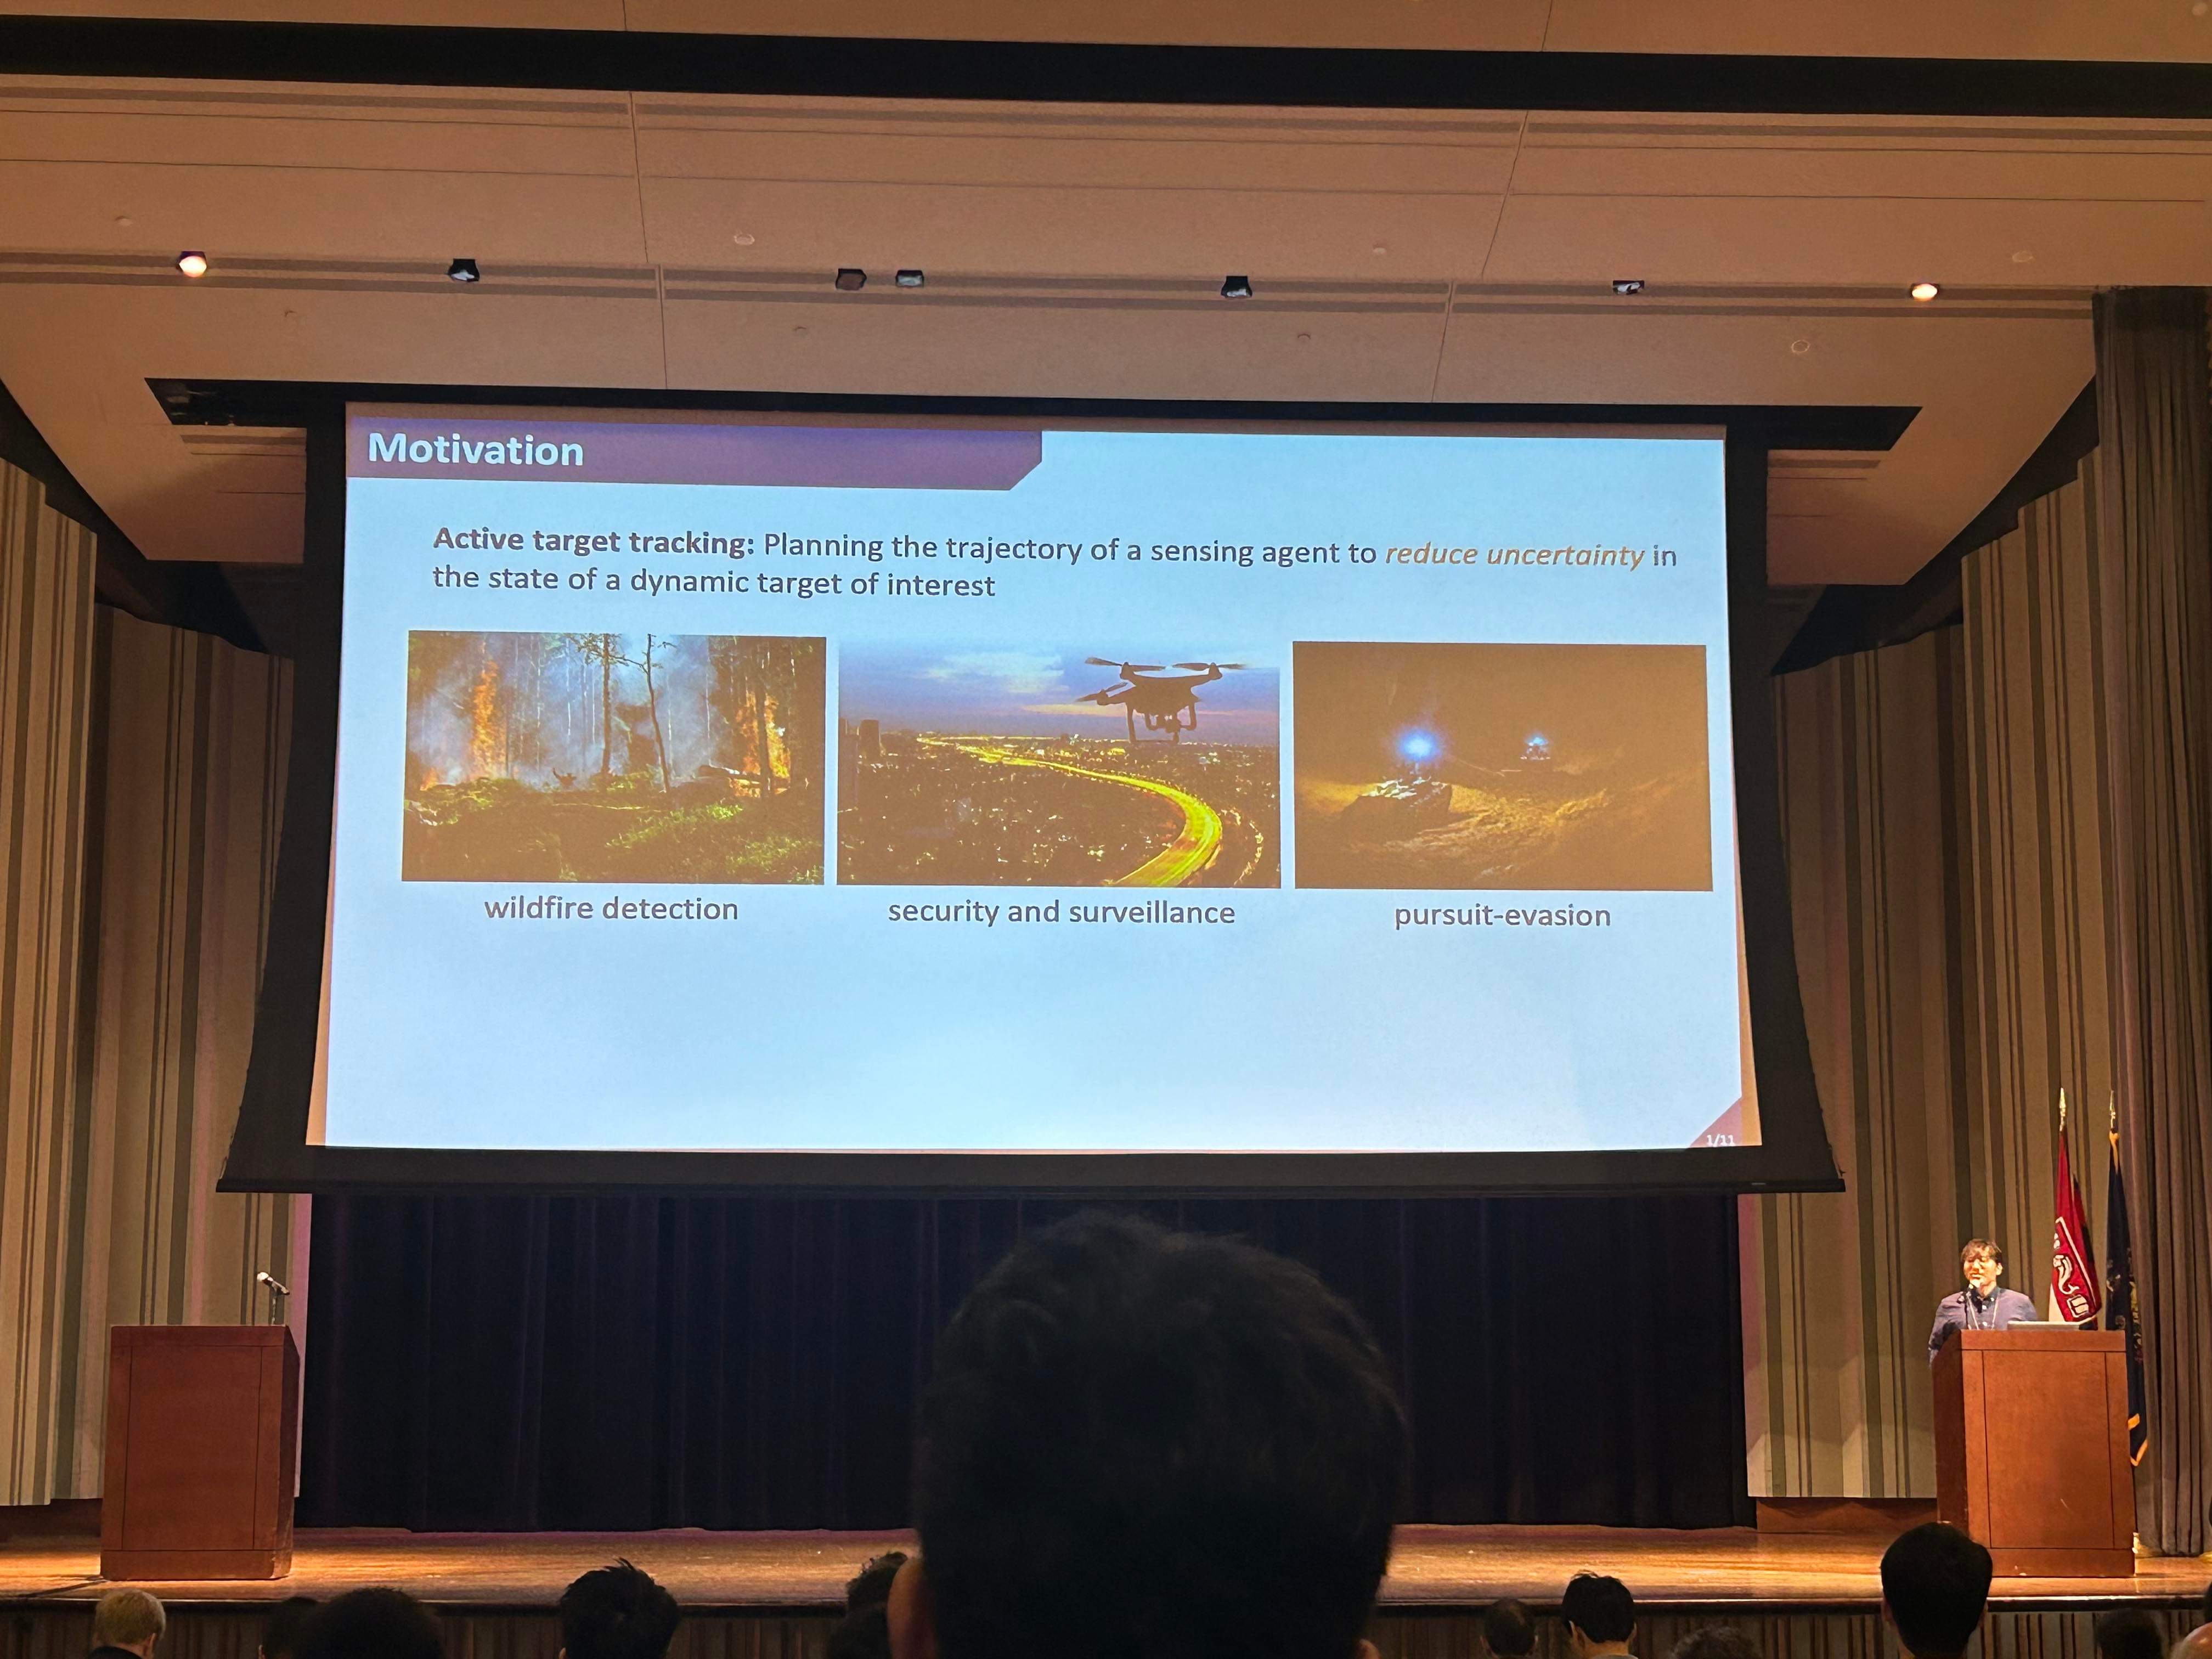 Motivation
Active target tracking: Planning the trajectory of a sensing agent to reduce uncertainty in
the state of a dynamic target of interest
wildfire detection
security and surveillance
pursuit-evasion
1/11